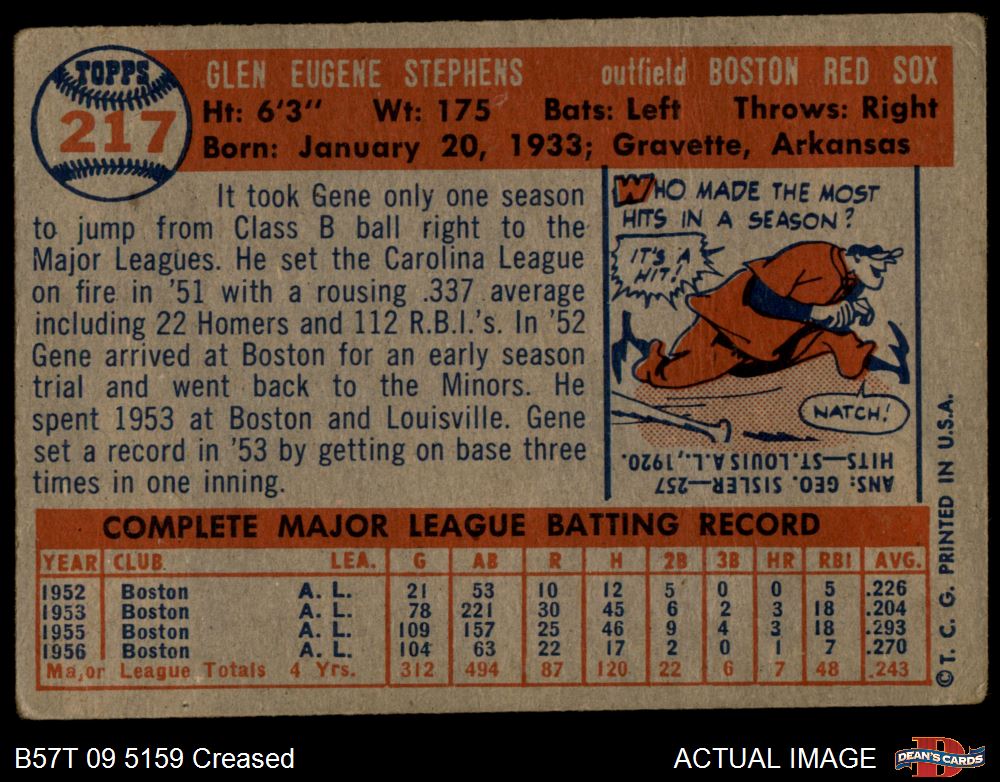 TOPPS
217
GLEN EUGENE STEPHENS outfield BOSTON RED SOX
Ht: 6'3" Wt: 175 Bats: Left Throws: Right
Born: January 20, 1933; Gravette, Arkansas
It took Gene only one season
to jump from Class B ball right to the
Major Leagues. He set the Carolina League
on fire in '51 with a rousing .337 average
including 22 Homers and 112 R.B.I.'s. In '52
Gene arrived at Boston for an early season
trial and went back to the Minors. He
spent 1953 at Boston and Louisville. Gene
set a record in '53 by getting on base three
times in one inning.
WHO MADE THE MOST
HITS IN A SEASON?
IT'S A
HIT!
NATCH!
ANS: GEO. SISLER—257
HITS—ST. LOUIS A.L., 1920.
COMPLETE MAJOR LEAGUE BATTING RECORD
YEAR CLUB LEA. G AB R H 2B 3B HR RBI AVG.
1952 Boston A. L. 21 53 10 12 5 0 0 5 .226
1953 Boston A. L. 78 221 30 45 6 2 3 18 .204
1955 Boston A. L. 109 157 25 46 9 4 3 18 .293
1956 Boston A. L. 104 63 22 17 2 0 1 7 .270
Major League Totals 4 Yrs. 312 494 87 120 22 6 7 48 .243
© T. C. G. PRINTED IN U.S.A.
B57T 09 5159 Creased
ACTUAL IMAGE
D
DEAN'S CARDS